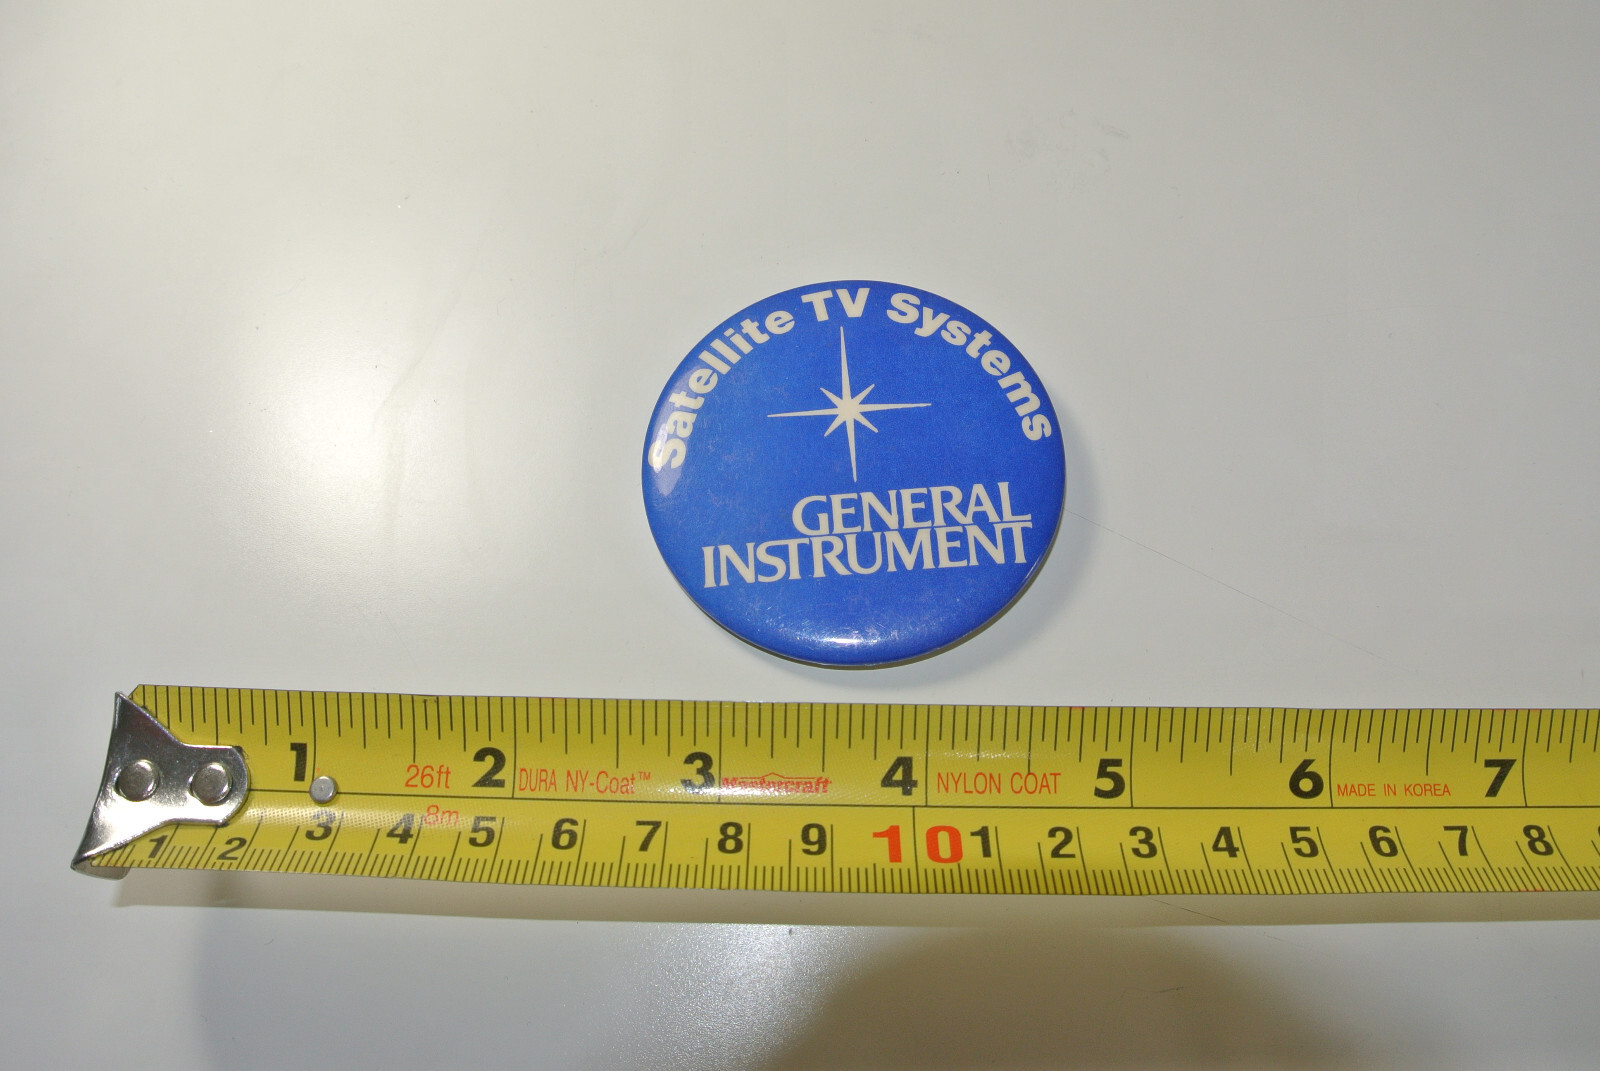 Satellite TV Systems
GENERAL
INSTRUMENT
1 26ft 2 DURA NY-Coat™ 3 Mastercraft 4 NYLON COAT 5 6 MADE IN KOREA 7
8m
1 2 3 4 5 6 7 8 9 10 1 2 3 4 5 6 7 8